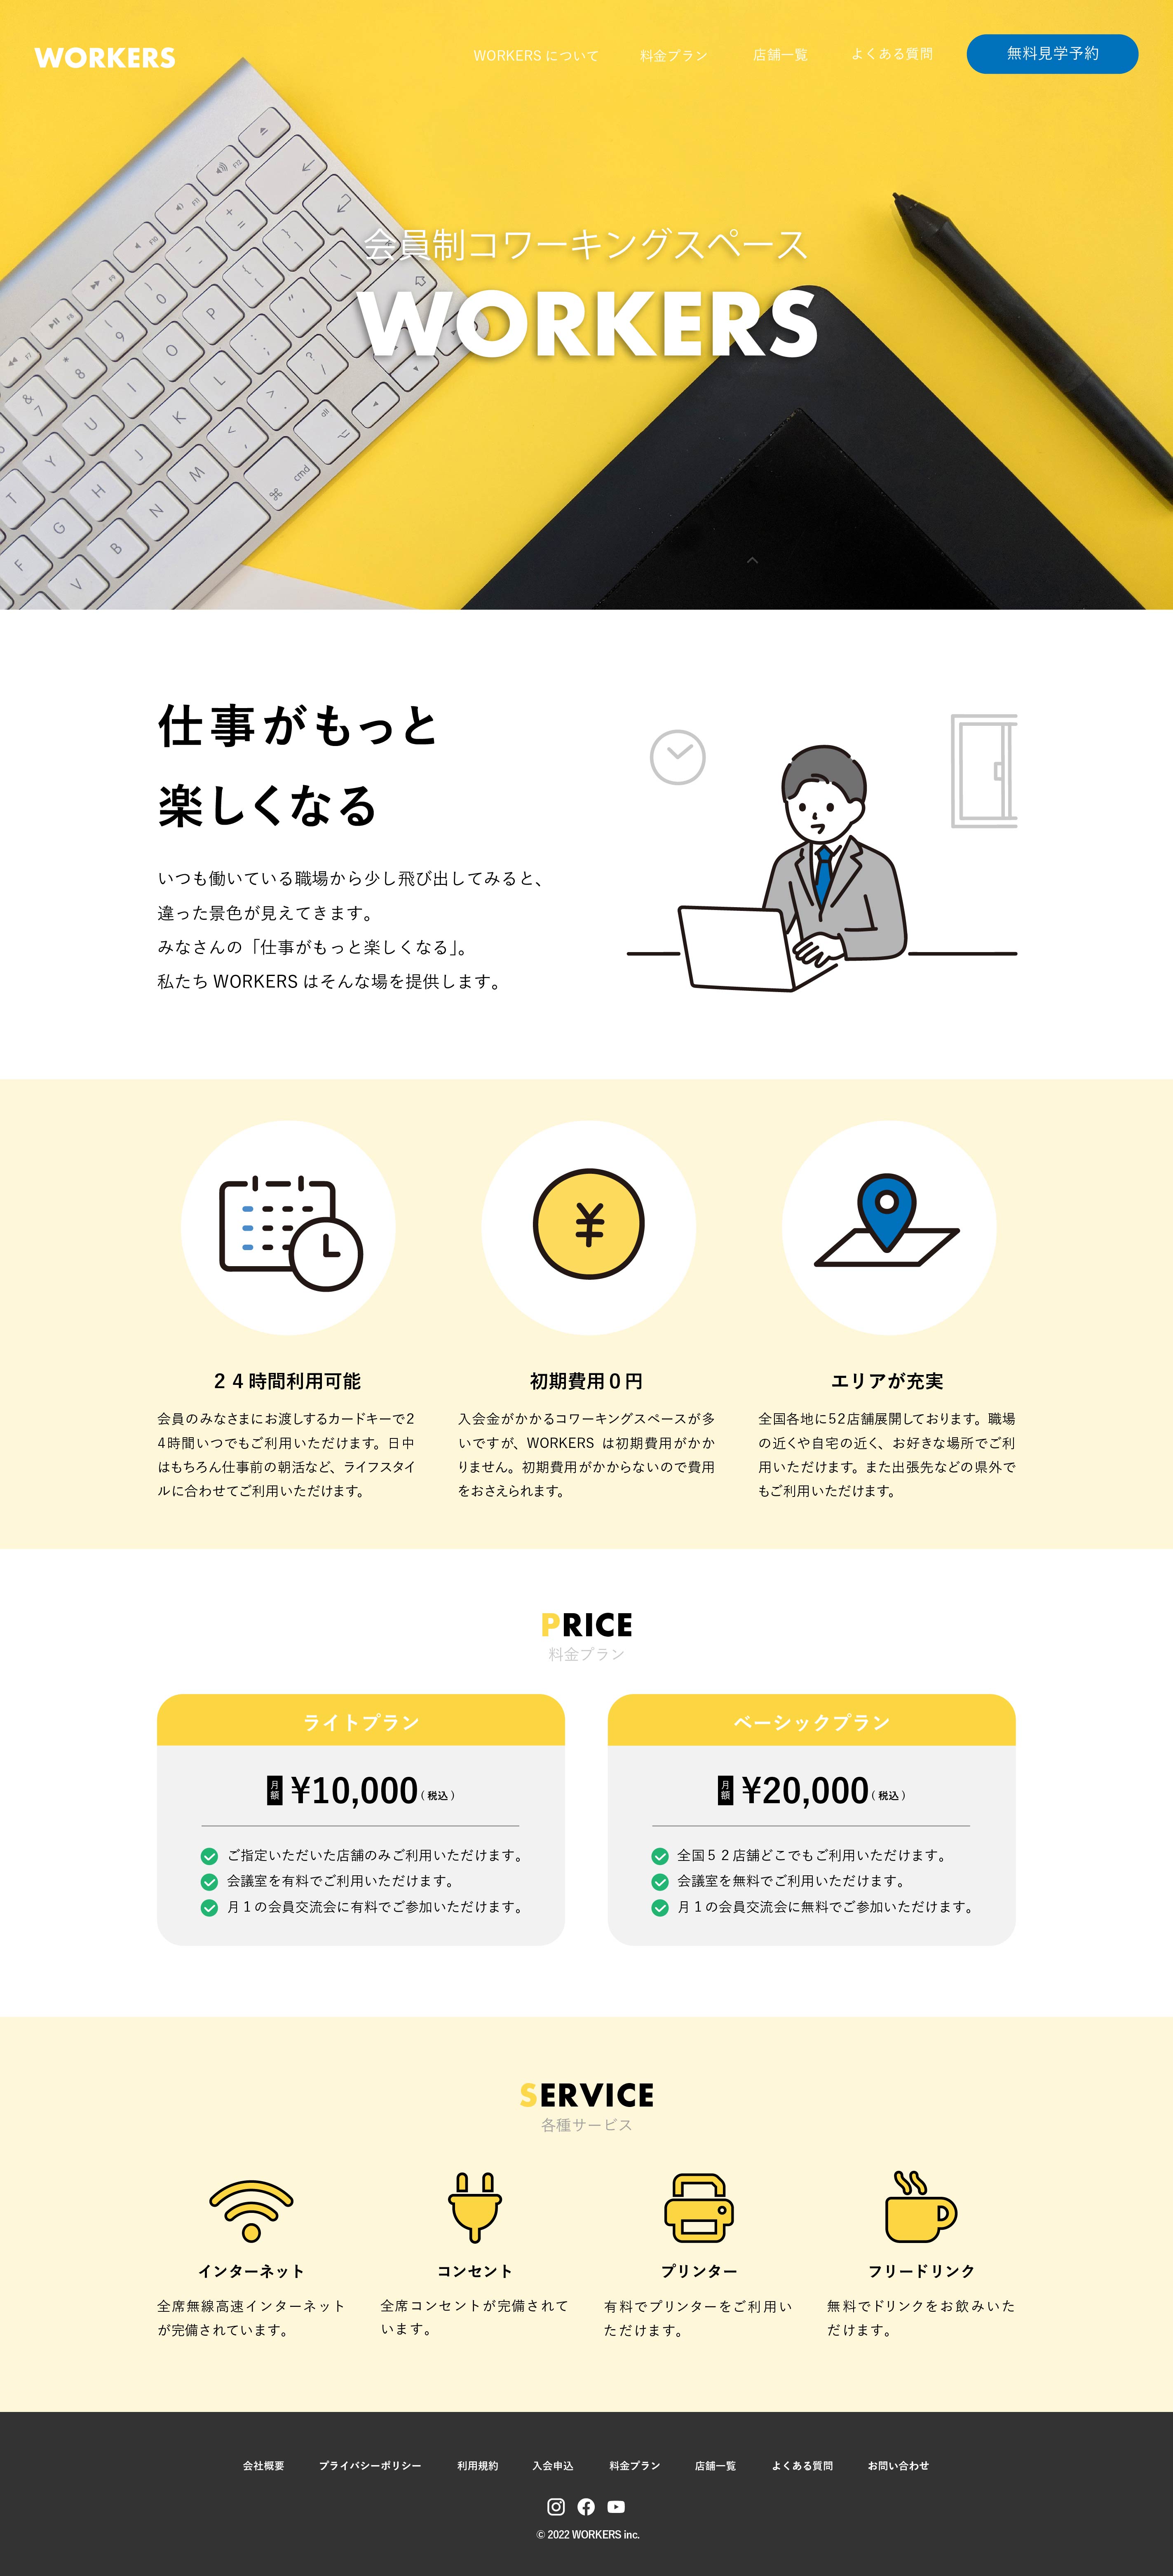 WORKERS
WORKERS について
料金プラン
店舗一覧
よくある質問
無料見学予約
会員制コワーキングスペース
WORKERS
仕事がもっと
楽しくなる
いつも働いている職場から少し飛び出してみると、
違った景色が見えてきます。
みなさんの「仕事がもっと楽しくなる」。
私たち WORKERS はそんな場を提供します。
２４時間利用可能
会員のみなさまにお渡しするカードキーで2
4時間いつでもご利用いただけます。日中
はもちろん仕事前の朝活など、ライフスタイ
ルに合わせてご利用いただけます。
初期費用０円
入会金がかかるコワーキングスペースが多
いですが、WORKERS は初期費用がかか
りません。初期費用がかからないので費用
をおさえられます。
エリアが充実
全国各地に52店舗展開しております。職場
の近くや自宅の近く、お好きな場所でご利
用いただけます。また出張先などの県外で
もご利用いただけます。
PRICE
料金プラン
ライトプラン
月額 ¥10,000（税込）
ご指定いただいた店舗のみご利用いただけます。
会議室を有料でご利用いただけます。
月１の会員交流会に有料でご参加いただけます。
ベーシックプラン
月額 ¥20,000（税込）
全国５２店舗どこでもご利用いただけます。
会議室を無料でご利用いただけます。
月１の会員交流会に無料でご参加いただけます。
SERVICE
各種サービス
インターネット
全席無線高速インターネット
が完備されています。
コンセント
全席コンセントが完備されて
います。
プリンター
有料でプリンターをご利用い
ただけます。
フリードリンク
無料でドリンクをお飲みいた
だけます。
会社概要
プライバシーポリシー
利用規約
入会申込
料金プラン
店舗一覧
よくある質問
お問い合わせ
© 2022 WORKERS inc.